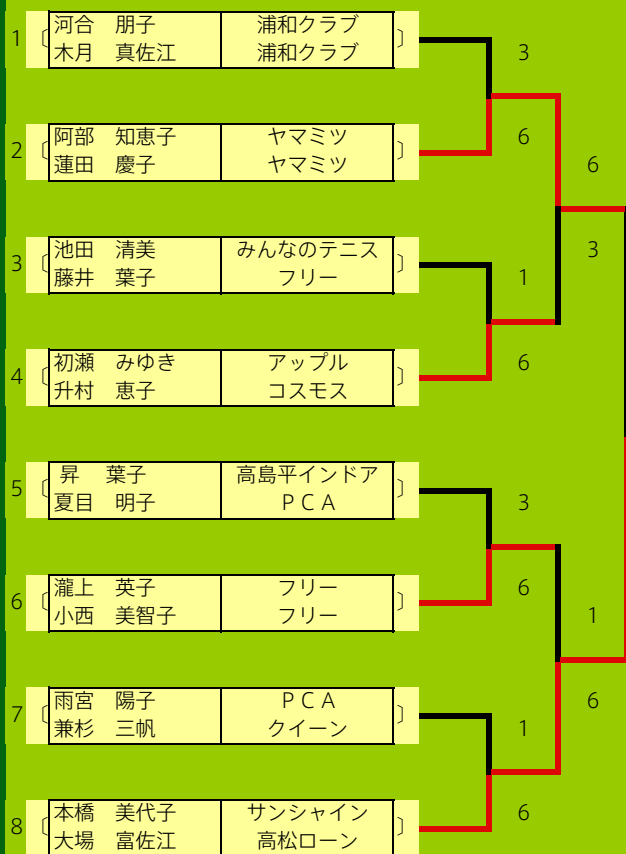 1 〔 河合 朋子 浦和クラブ 〕
木月 真佐江 浦和クラブ
3
2 〔 阿部 知恵子 ヤマミツ 〕
蓮田 慶子 ヤマミツ
6
6
3 〔 池田 清美 みんなのテニス 〕
藤井 葉子 フリー
3
1
4 〔 初瀬 みゆき アップル 〕
升村 恵子 コスモス
6
5 〔 昇 葉子 高島平インドア 〕
夏目 明子 ＰＣＡ
3
6 〔 瀧上 英子 フリー 〕
小西 美智子 フリー
6
1
7 〔 雨宮 陽子 ＰＣＡ 〕
兼杉 三帆 クイーン
6
1
8 〔 本橋 美代子 サンシャイン 〕
大場 富佐江 高松ローン
6